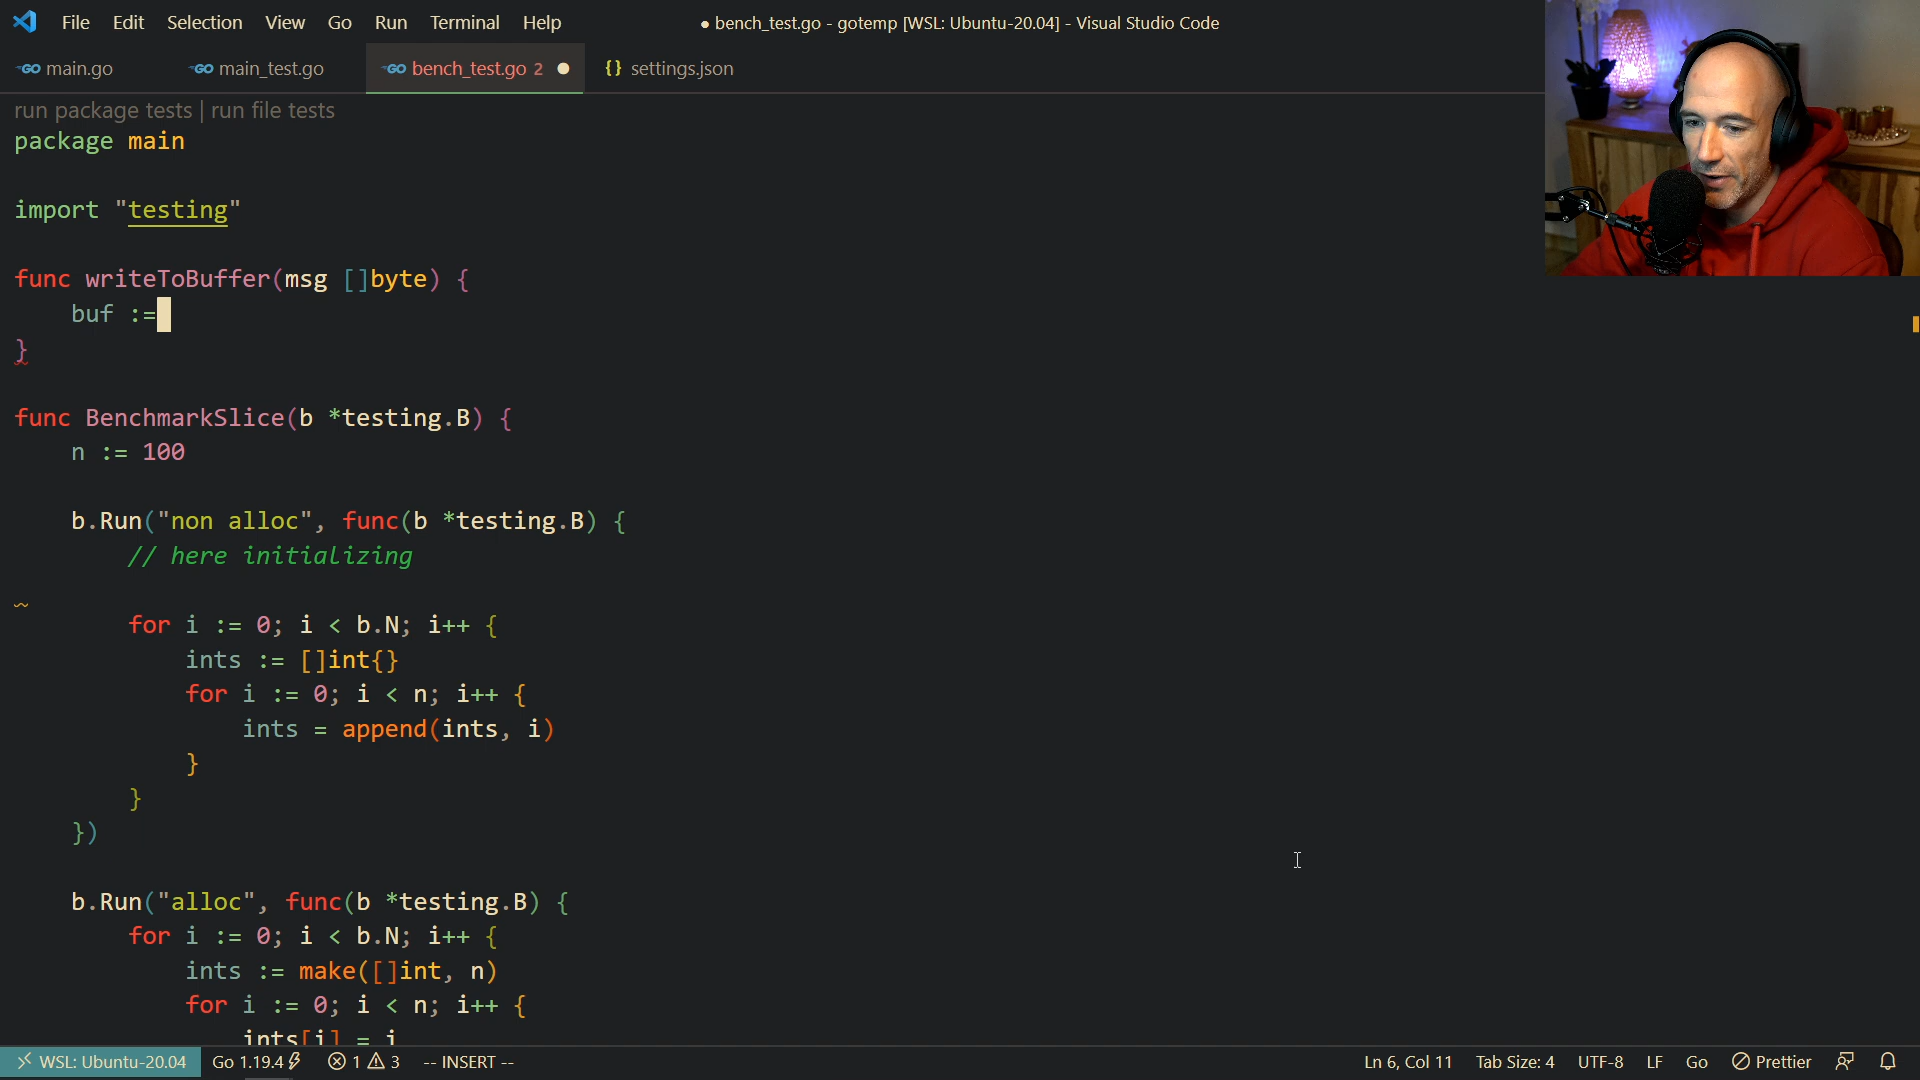 File Edit Selection View Go Run Terminal Help ● bench_test.go - gotemp [WSL: Ubuntu-20.04] - Visual Studio Code
GO main.go GO main_test.go GO bench_test.go 2 ● {} settings.json
run package tests | run file tests
package main
import "testing"
func writeToBuffer(msg []byte) {
buf :=
}
func BenchmarkSlice(b *testing.B) {
n := 100
b.Run("non alloc", func(b *testing.B) {
// here initializing
for i := 0; i < b.N; i++ {
ints := []int{}
for i := 0; i < n; i++ {
ints = append(ints, i)
}
}
})
b.Run("alloc", func(b *testing.B) {
for i := 0; i < b.N; i++ {
ints := make([]int, n)
for i := 0; i < n; i++ {
ints[i] = i
WSL: Ubuntu-20.04 Go 1.19.4 1 3 -- INSERT -- Ln 6, Col 11 Tab Size: 4 UTF-8 LF Go Prettier